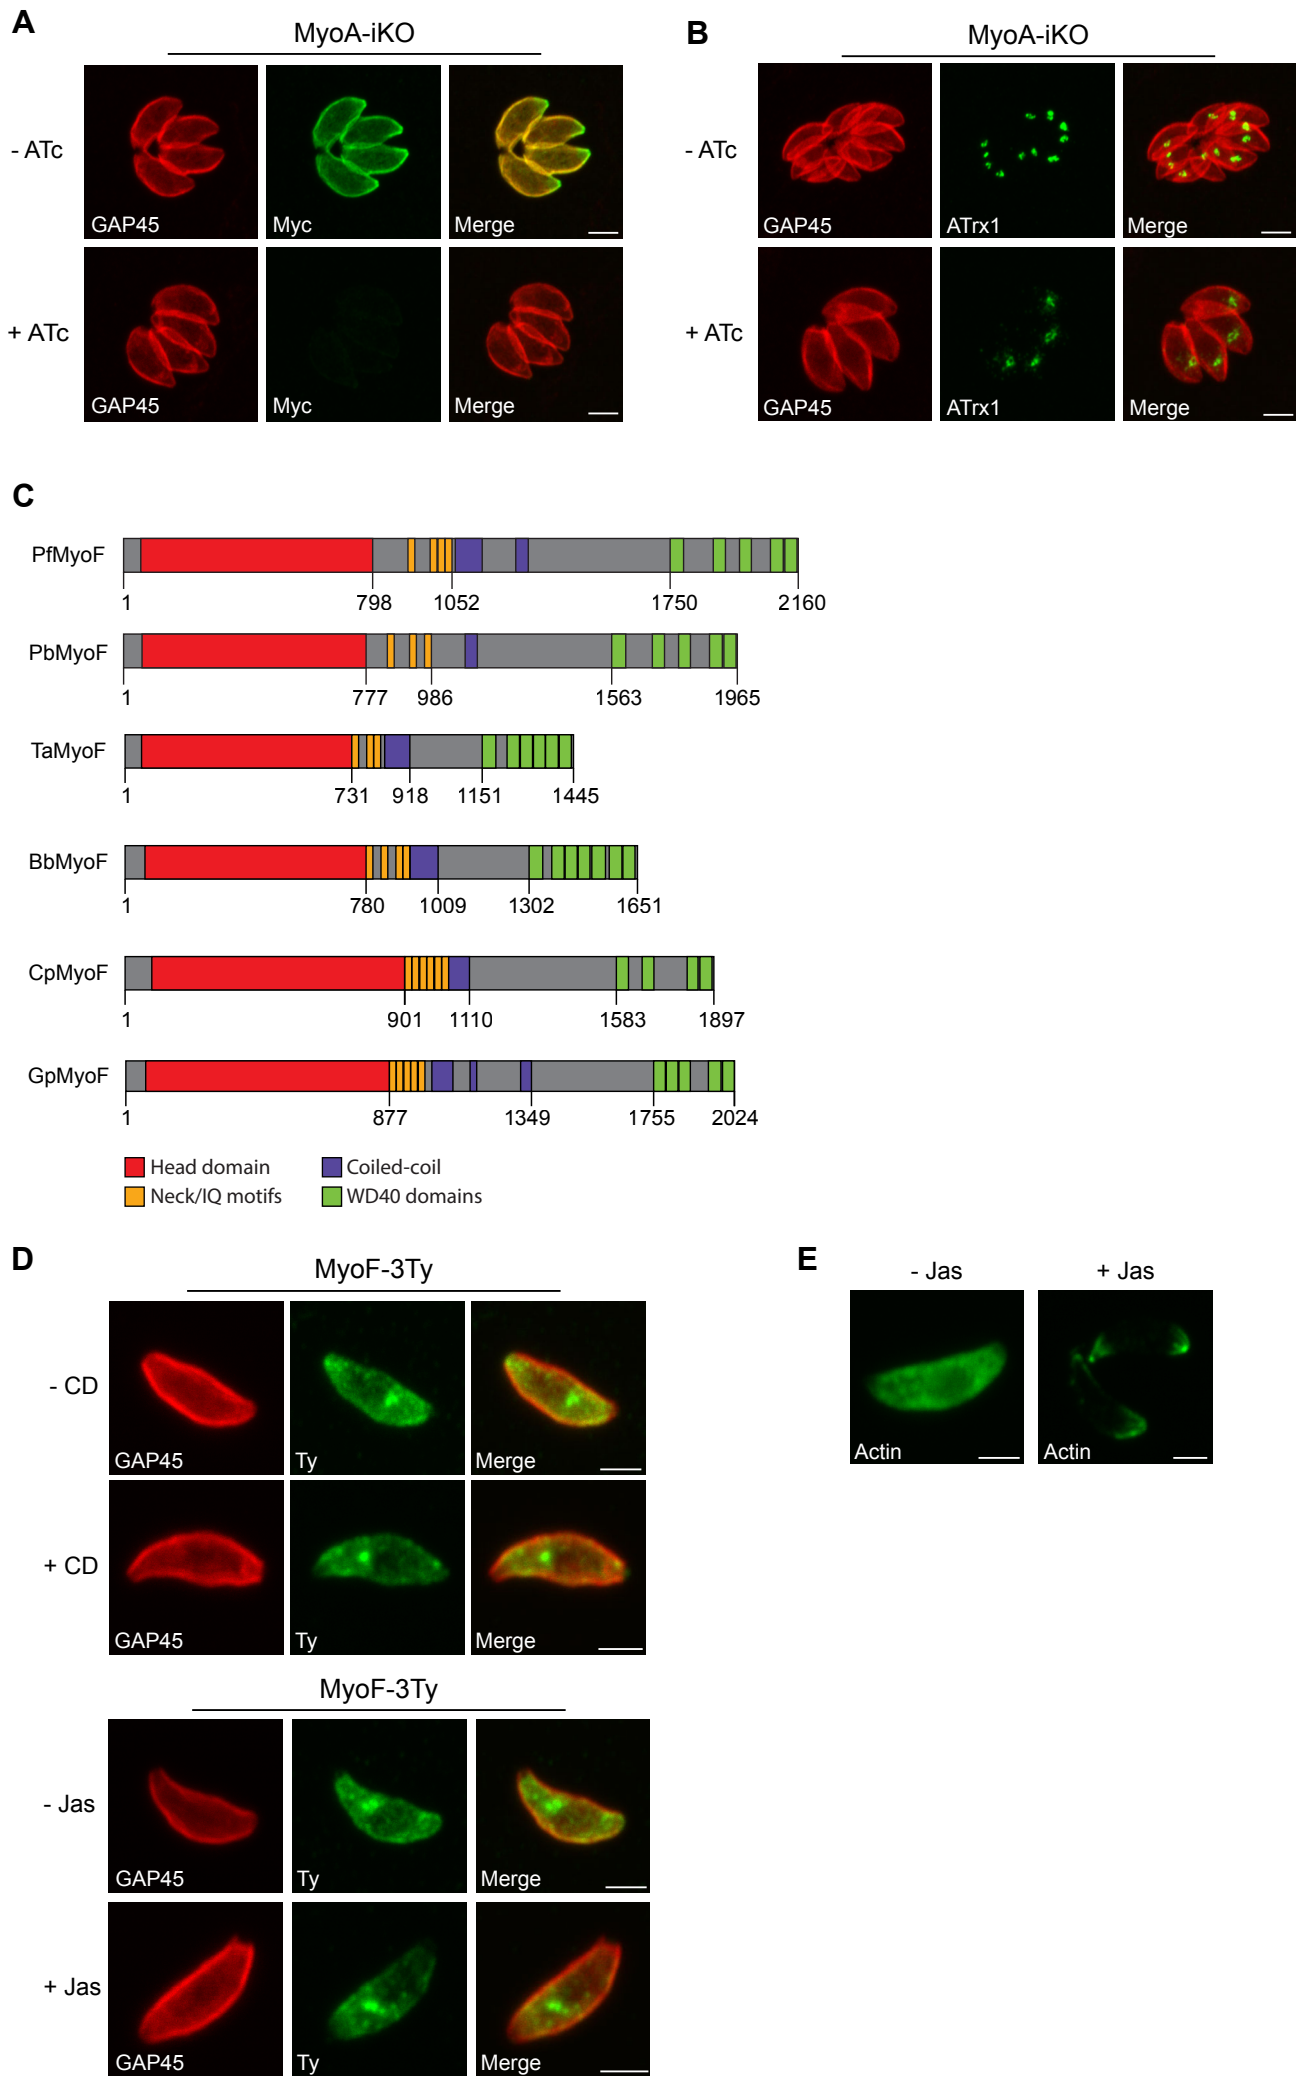 A
MyoA-iKO
- ATc
GAP45
Myc
Merge
+ ATc
GAP45
Myc
Merge
B
MyoA-iKO
- ATc
GAP45
ATrx1
Merge
+ ATc
GAP45
ATrx1
Merge
C
PfMyoF
1 798 1052 1750 2160
PbMyoF
1 777 986 1563 1965
TaMyoF
1 731 918 1151 1445
BbMyoF
1 780 1009 1302 1651
CpMyoF
1 901 1110 1583 1897
GpMyoF
1 877 1349 1755 2024
Head domain
Coiled-coil
Neck/IQ motifs
WD40 domains
D
MyoF-3Ty
- CD
GAP45
Ty
Merge
+ CD
GAP45
Ty
Merge
MyoF-3Ty
- Jas
GAP45
Ty
Merge
+ Jas
GAP45
Ty
Merge
E
- Jas
+ Jas
Actin
Actin